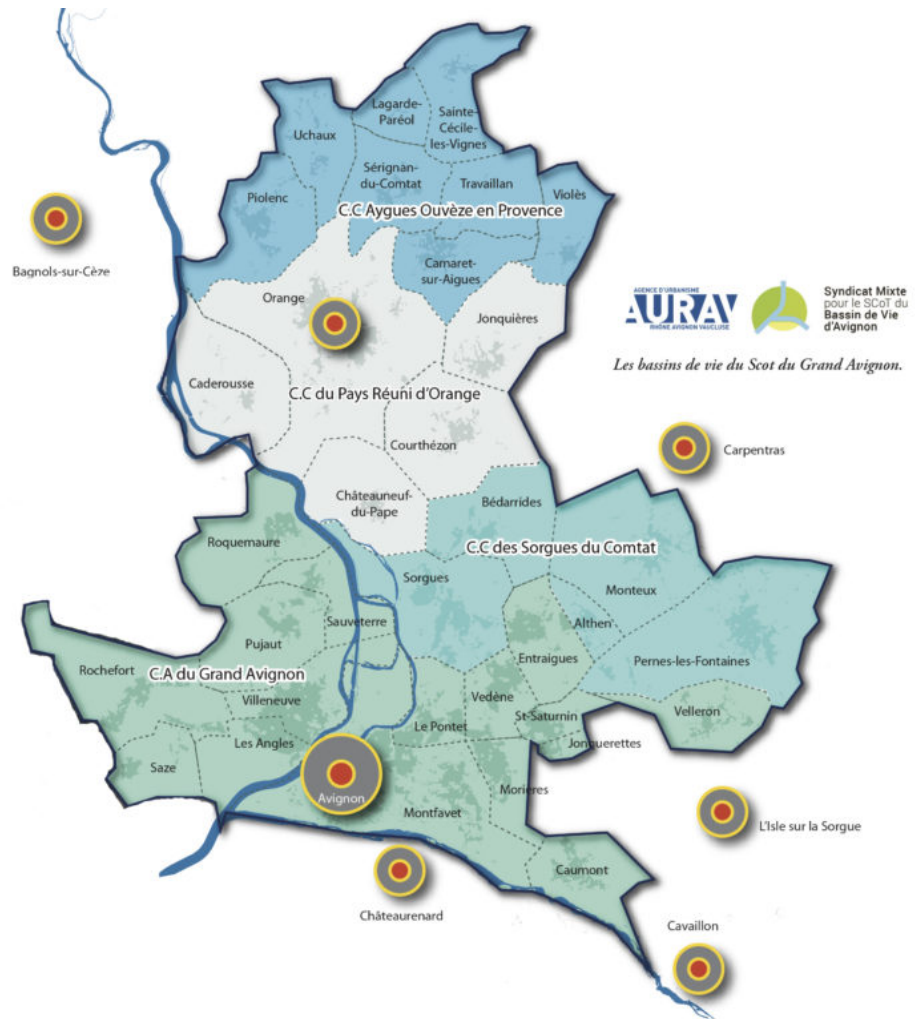 Lagarde-
Paréol
Sainte-
Cécile-
les-Vignes
Uchaux
Sérignan-
du-Comtat
Travaillan
Violès
Piolenc
C.C Aygues Ouvèze en Provence
Bagnols-sur-Cèze
Camaret-
sur-Aigues
Orange
Jonquières
AGENCE D'URBANISME
AURAV
RHÔNE AVIGNON VAUCLUSE
Syndicat Mixte
pour le SCoT du
Bassin de Vie
d'Avignon
Les bassins de vie du Scot du Grand Avignon.
Caderousse
C.C du Pays Réuni d'Orange
Courthézon
Carpentras
Châteauneuf-
du-Pape
Bédarrides
Roquemaure
C.C des Sorgues du Comtat
Sorgues
Monteux
Sauveterre
Althen
Pujaut
Entraigues
Pernes-les-Fontaines
Rochefort
C.A du Grand Avignon
Villeneuve
Vedène
Velleron
Le Pontet
St-Saturnin
Les Angles
Jonquerettes
Saze
Morières
Avignon
Montfavet
L'Isle sur la Sorgue
Caumont
Châteaurenard
Cavaillon